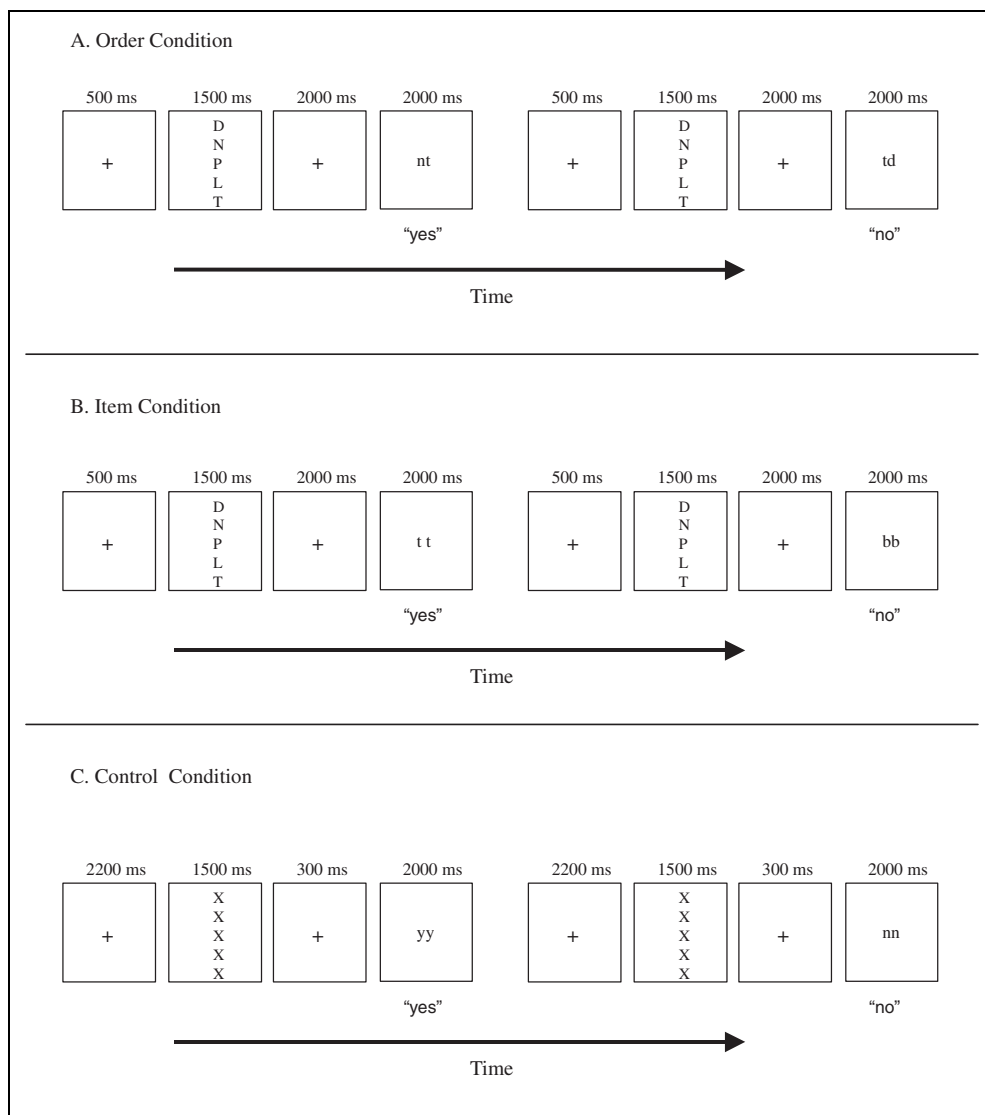 A. Order Condition
500 ms 1500 ms 2000 ms 2000 ms 500 ms 1500 ms 2000 ms 2000 ms
+ D N P L T + nt + D N P L T + td
"yes" "no"
Time
B. Item Condition
500 ms 1500 ms 2000 ms 2000 ms 500 ms 1500 ms 2000 ms 2000 ms
+ D N P L T + t t + D N P L T + bb
"yes" "no"
Time
C. Control Condition
2200 ms 1500 ms 300 ms 2000 ms 2200 ms 1500 ms 300 ms 2000 ms
+ X X X X X + yy + X X X X X + nn
"yes" "no"
Time